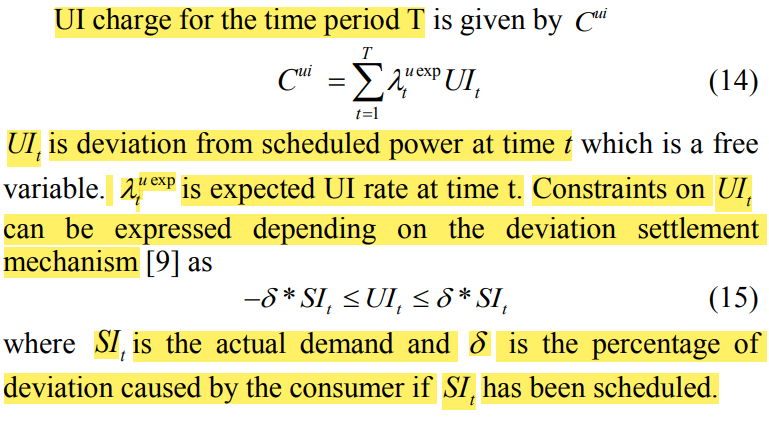 UI charge for the time period T is given by C^{ui}
C^{ui} = \sum_{t=1}^{T} \lambda_t^{u exp} UI_t (14)
UI_t is deviation from scheduled power at time t which is a free
variable. \lambda_t^{u exp} is expected UI rate at time t. Constraints on UI_t
can be expressed depending on the deviation settlement
mechanism [9] as
-\delta * SI_t \leq UI_t \leq \delta * SI_t (15)
where SI_t is the actual demand and \delta is the percentage of
deviation caused by the consumer if SI_t has been scheduled.